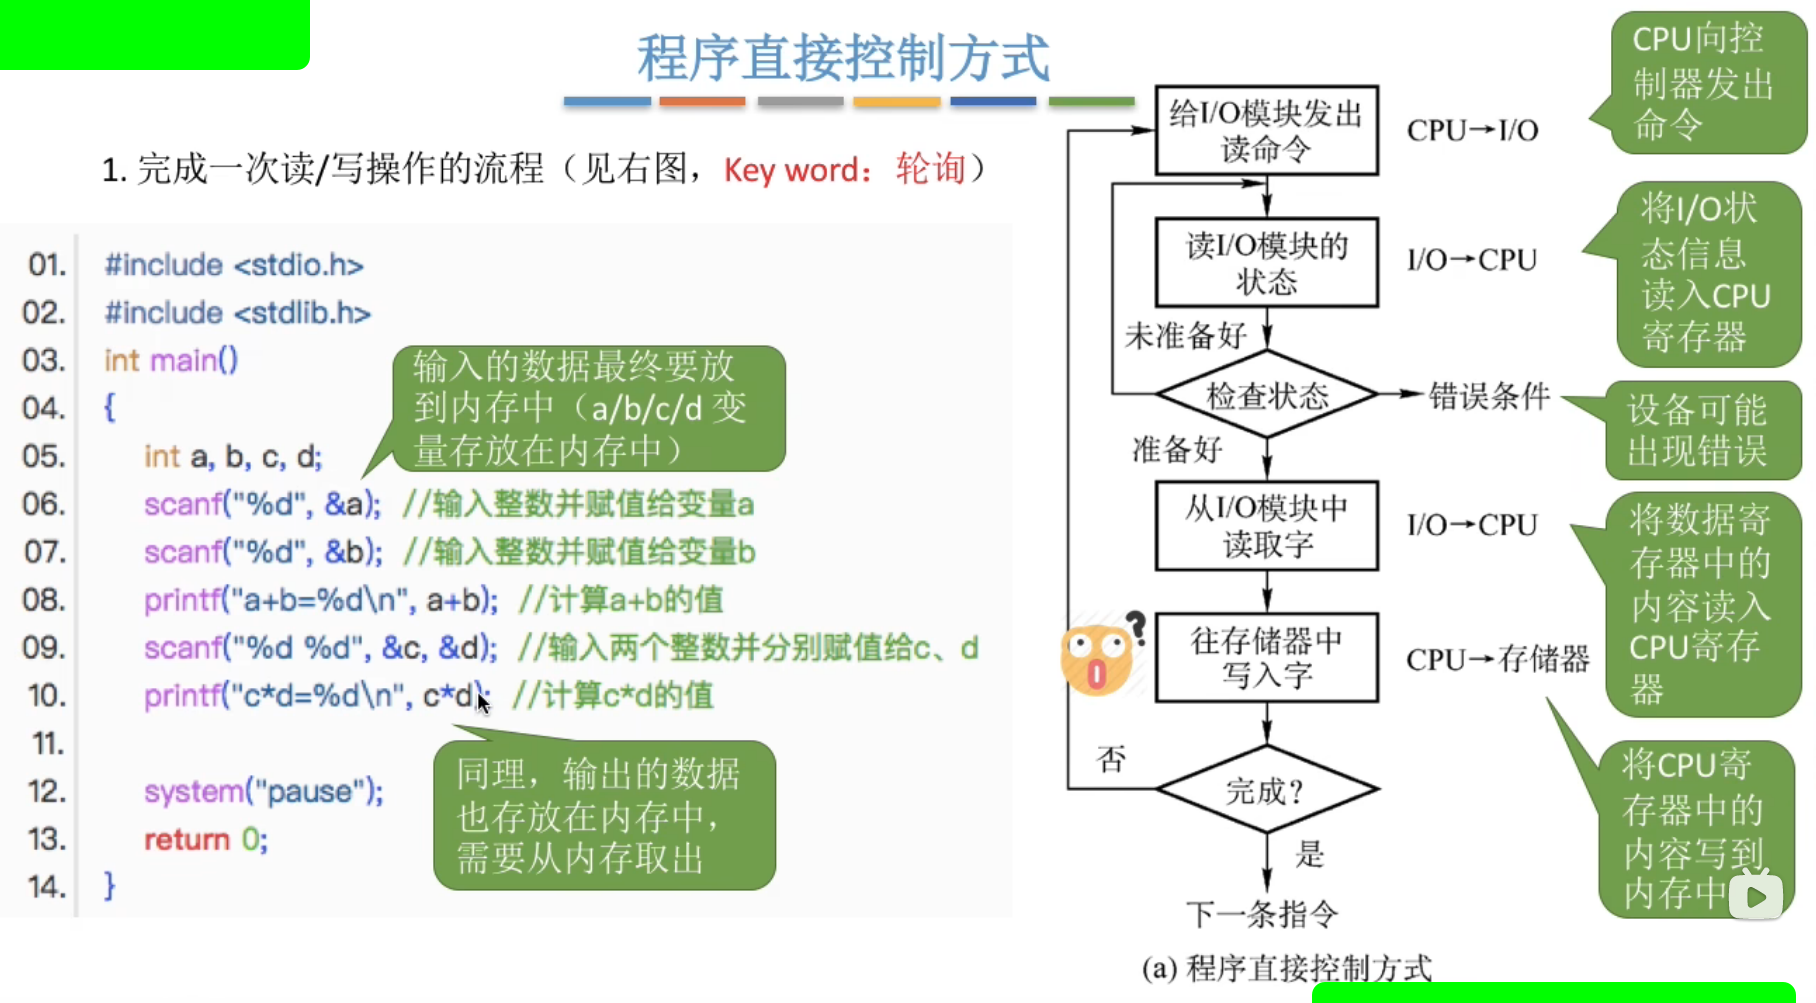 程序直接控制方式
1. 完成一次读/写操作的流程（见右图，Key word：轮询）
01. #include <stdio.h>
02. #include <stdlib.h>
03. int main()
04. {
05. int a, b, c, d;
06. scanf("%d", &a); //输入整数并赋值给变量a
07. scanf("%d", &b); //输入整数并赋值给变量b
08. printf("a+b=%d\n", a+b); //计算a+b的值
09. scanf("%d %d", &c, &d); //输入两个整数并分别赋值给c、d
10. printf("c*d=%d\n", c*d); //计算c*d的值
11.
12. system("pause");
13. return 0;
14. }
输入的数据最终要放
到内存中（a/b/c/d 变
量存放在内存中）
同理，输出的数据
也存放在内存中，
需要从内存取出
给I/O模块发出
读命令
CPU→I/O
CPU向控
制器发出
命令
读I/O模块的
状态
I/O→CPU
将I/O状
态信息
读入CPU
寄存器
未准备好
检查状态
错误条件
设备可能
出现错误
准备好
从I/O模块中
读取字
I/O→CPU
将数据寄
存器中的
内容读入
CPU寄存
器
往存储器中
写入字
CPU→存储器
将CPU寄
存器中的
内容写到
内存中
否
完成？
是
下一条指令
(a) 程序直接控制方式